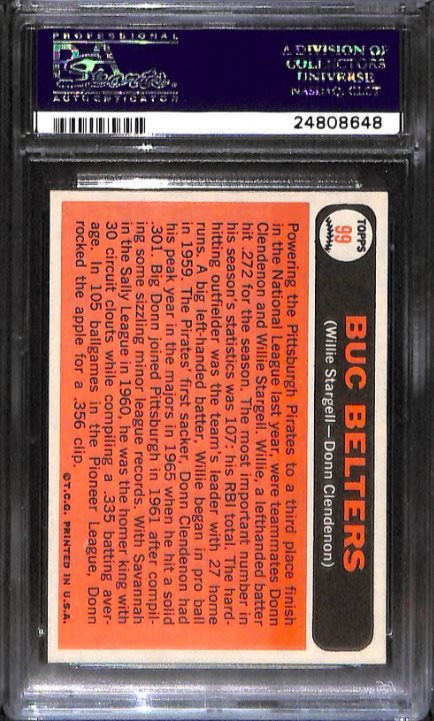 PROFESSIONAL
PSA
Sports
AUTHENTICATOR
A DIVISION OF
COLLECTORS
UNIVERSE
NASDAQ: CLCT
24808648
TOPPS
99
BUC BELTERS
(Willie Stargell—Donn Clendenon)
Powering the Pittsburgh Pirates to a third place finish
in the National League last year, were teammates Donn
Clendenon and Willie Stargell. Willie, a lefthanded batter
hit .272 for the season. The most important number in
his season's statistics was 107: his RBI total. The hard-
hitting outfielder was the team's leader with 27 home
runs. A big left-handed batter, Willie began in pro ball
in 1959. The Pirates' first sacker, Donn Clendenon had
his peak year in the majors in 1965 when he hit a solid
.301. Big Donn joined Pittsburgh in 1961 after compil-
ing some sizzling minor league records. With Savannah
in the Sally League in 1960, he was the homer king with
30 circuit clouts while compiling a .335 batting aver-
age. In 105 ballgames in the Pioneer League, Donn
rocked the apple for a .356 clip.
©T.C.G. PRINTED IN U.S.A.